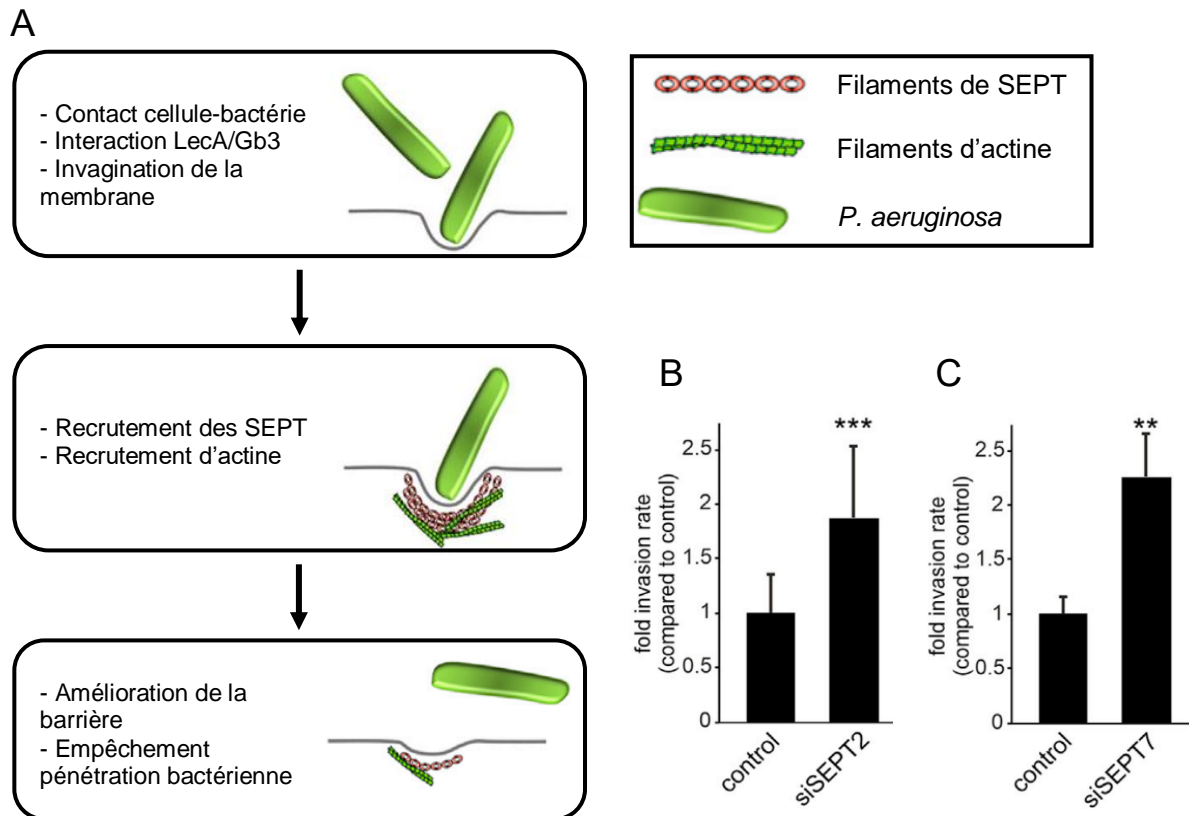 A
- Contact cellule-bactérie
- Interaction LecA/Gb3
- Invagination de la
membrane
Filaments de SEPT
Filaments d'actine
P. aeruginosa
- Recrutement des SEPT
- Recrutement d'actine
- Amélioration de la
barrière
- Empêchement
pénétration bactérienne
B
***
fold invasion rate
(compared to control)
2.5
2
1.5
1
0.5
0
control
siSEPT2
C
**
fold invasion rate
(compared to control)
2.5
2
1.5
1
0.5
0
control
siSEPT7